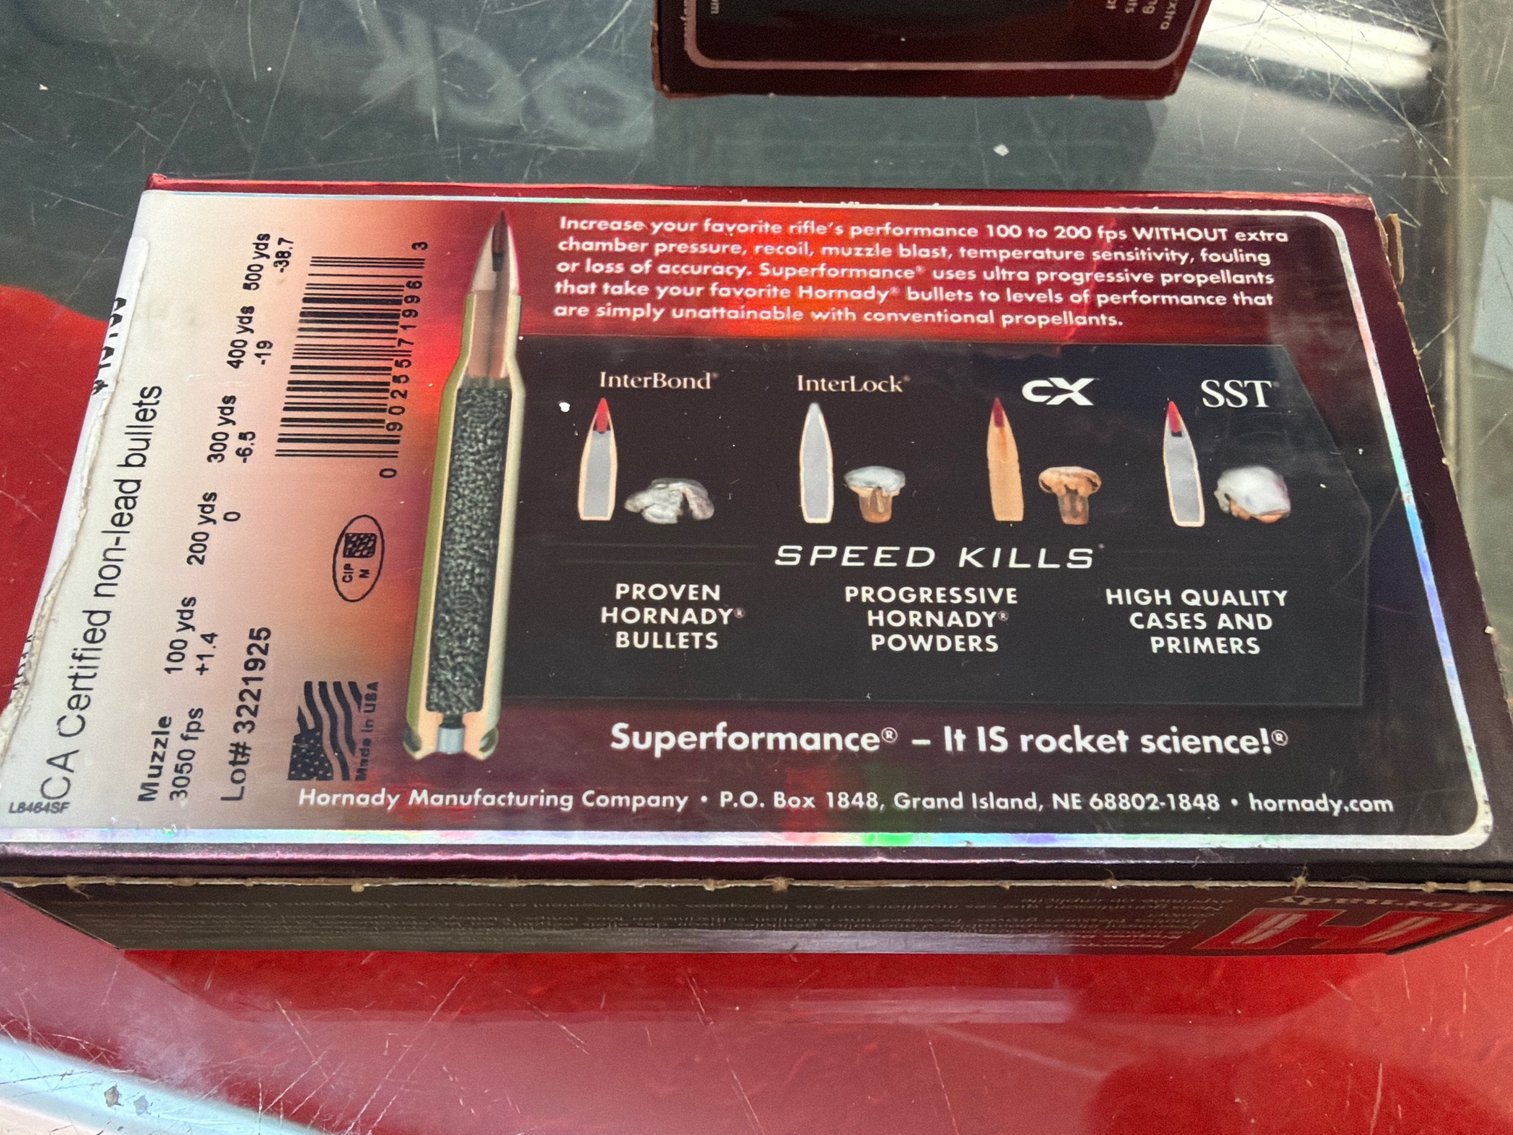 Increase your favorite rifle's performance 100 to 200 fps WITHOUT extra
chamber pressure, recoil, muzzle blast, temperature sensitivity, fouling
or loss of accuracy. Superformance® uses ultra progressive propellants
that take your favorite Hornady® bullets to levels of performance that
are simply unattainable with conventional propellants.
InterBond®
InterLock®
CX
SST
SPEED KILLS
PROVEN
HORNADY®
BULLETS
PROGRESSIVE
HORNADY®
POWDERS
HIGH QUALITY
CASES AND
PRIMERS
Superformance® – It IS rocket science!®
Hornady Manufacturing Company • P.O. Box 1848, Grand Island, NE 68802-1848 • hornady.com
CA Certified non-lead bullets
L8464SF
Muzzle 100 yds 200 yds 300 yds 400 yds 500 yds
3050 fps +1.4 0 -6.5 -19 -38.7
Lot# 3221925
CIP
M
Made in USA
0 90255 71996 3
Hornady